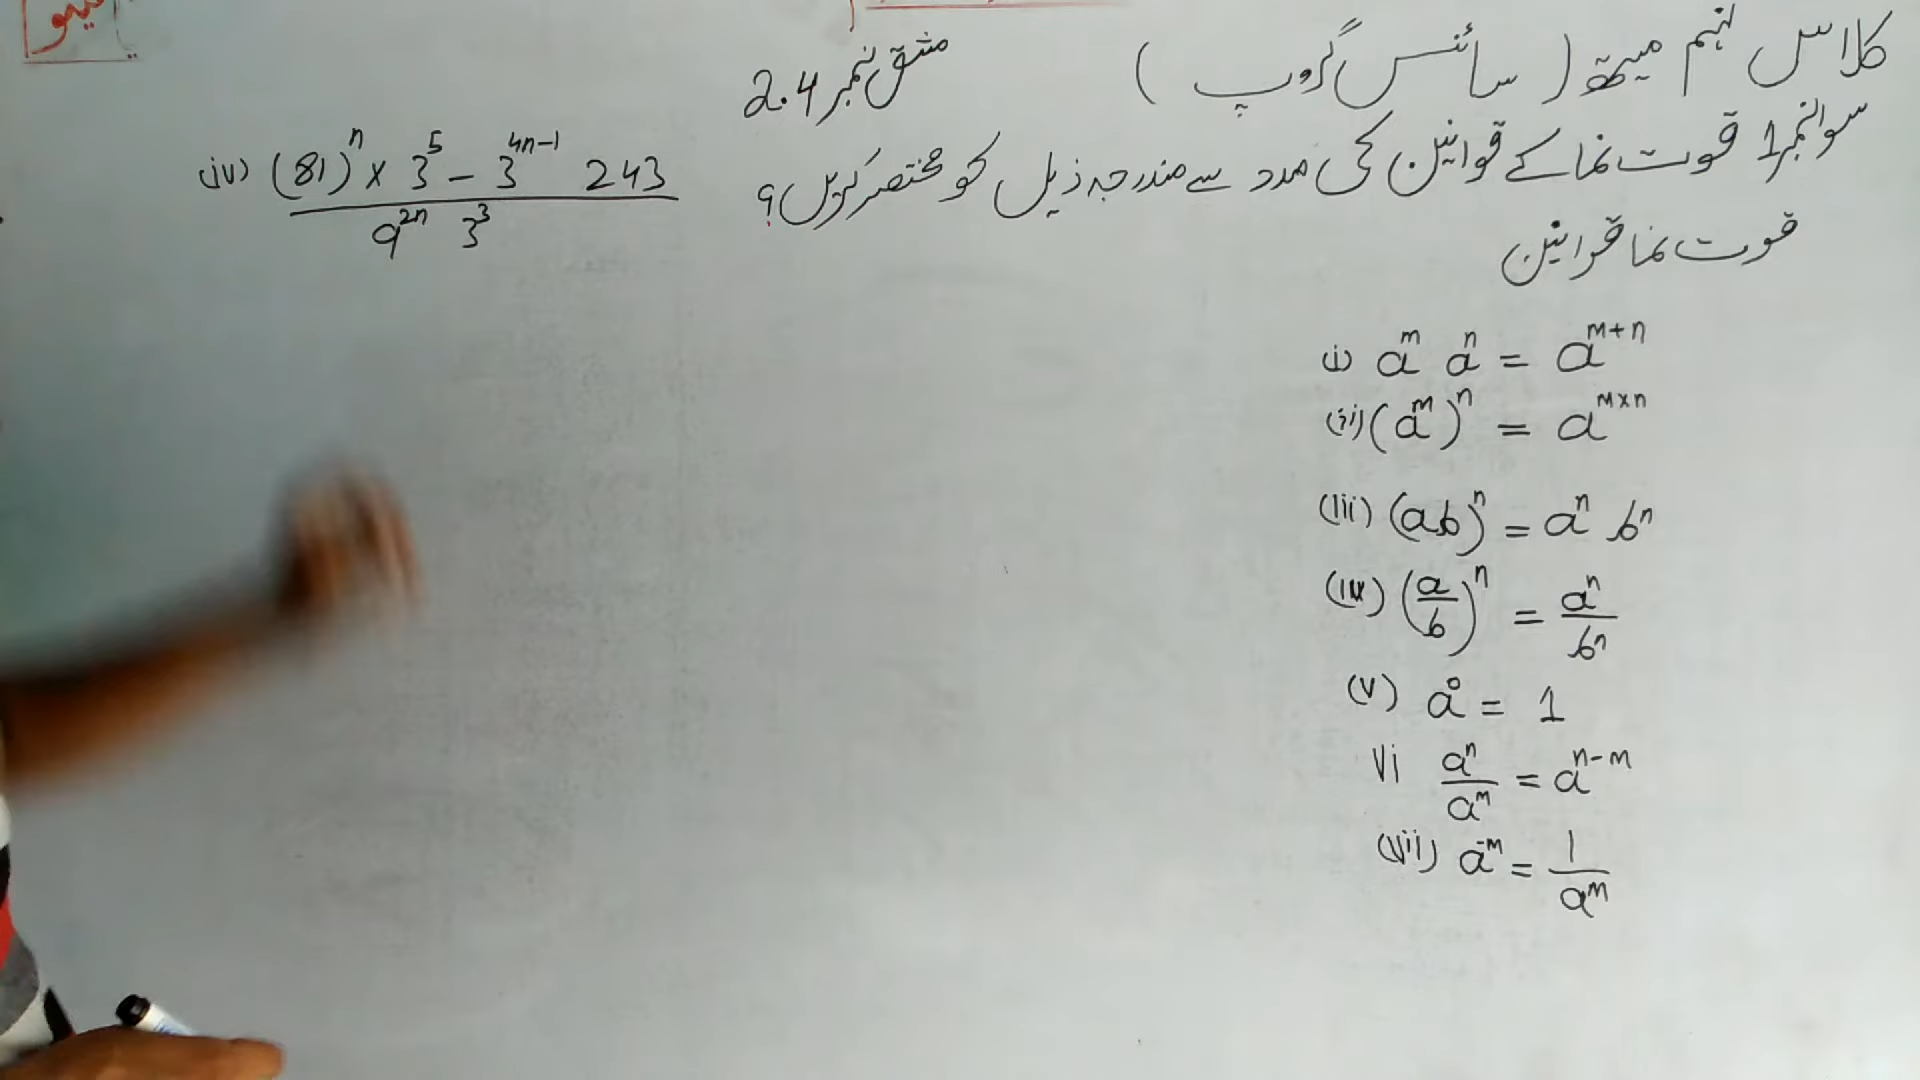 کلاس نہم میتھ ( سائنس گروپ )
مشق نمبر 2.4
سوال نمبر 1 قوت نما کے قوانین کی مدد سے مندرجہ ذیل کو مختصر کریں؟
iv) (81)^n x 3^5 - 3^{4n-1} 243
9^{2n} 3^3
قوت نما قوانین
(i) a^m a^n = a^{m+n}
(ii) (a^m)^n = a^{m×n}
(iii) (ab)^n = a^n b^n
(iv) (a/b)^n = a^n/b^n
(v) a^0 = 1
Vi a^n/a^m = a^{n-m}
(Vii) a^{-m} = 1/a^m